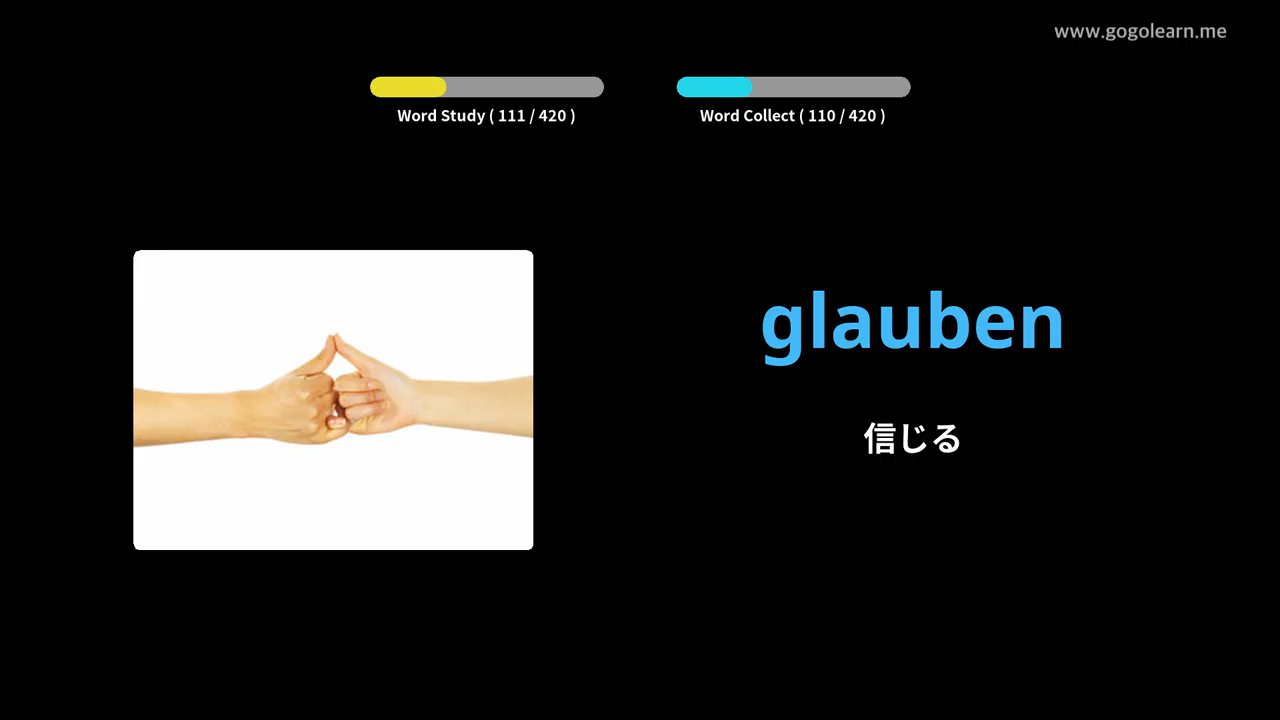 www.gogolearn.me
Word Study ( 111 / 420 )
Word Collect ( 110 / 420 )
glauben
信じる